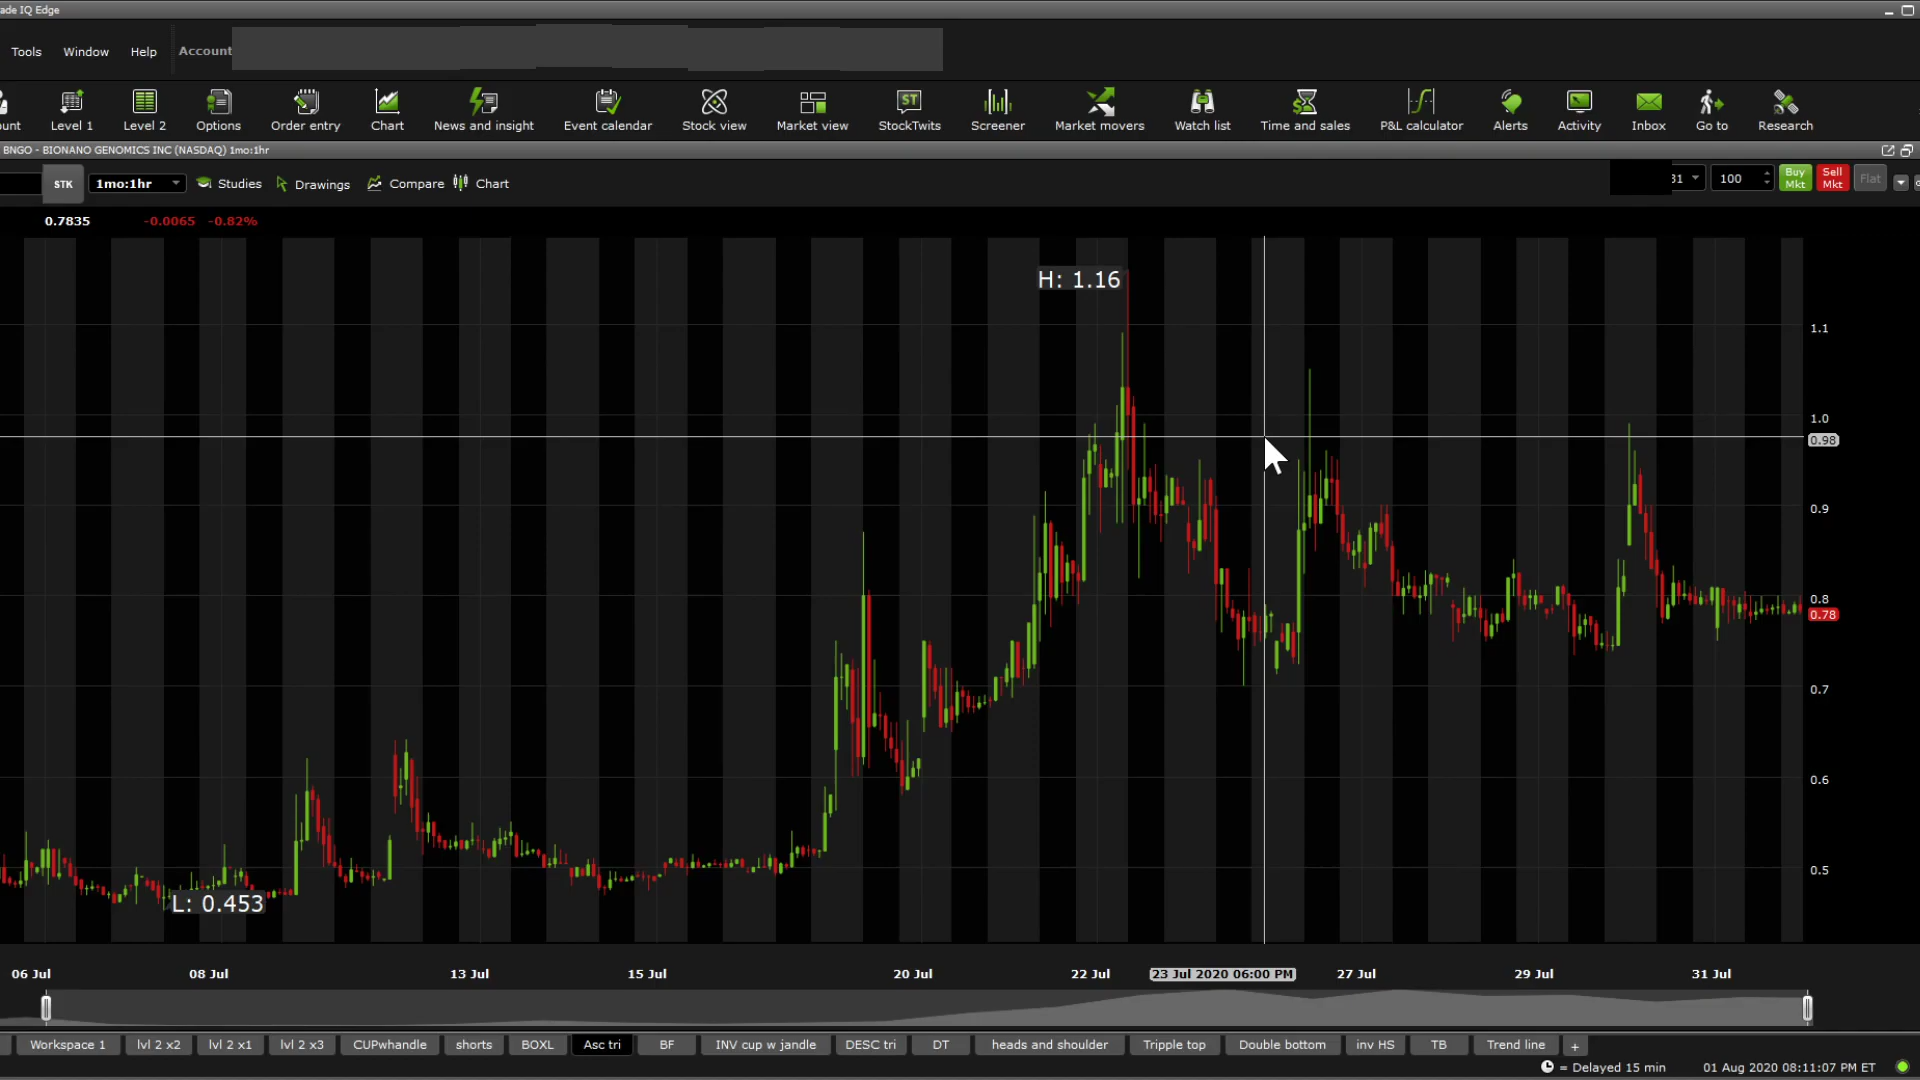 ade IQ Edge
Tools Window Help Account
ount Level 1 Level 2 Options Order entry Chart News and insight Event calendar Stock view Market view ST StockTwits Screener Market movers Watch list Time and sales P&L calculator Alerts Activity Inbox Go to Research
BNGO - BIONANO GENOMICS INC (NASDAQ) 1mo:1hr
STK 1mo:1hr Studies Drawings Compare Chart 31 100 Buy Mkt Sell Mkt Flat
0.7835 -0.0065 -0.82%
H: 1.16
1.1
1.0
0.98
0.9
0.8
0.78
0.7
0.6
0.5
L: 0.453
06 Jul 08 Jul 13 Jul 15 Jul 20 Jul 22 Jul 23 Jul 2020 06:00 PM 27 Jul 29 Jul 31 Jul
Workspace 1 lvl 2 x2 lvl 2 x1 lvl 2 x3 CUPwhandle shorts BOXL Asc tri BF INV cup w jandle DESC tri DT heads and shoulder Tripple top Double bottom inv HS TB Trend line +
= Delayed 15 min 01 Aug 2020 08:11:07 PM ET